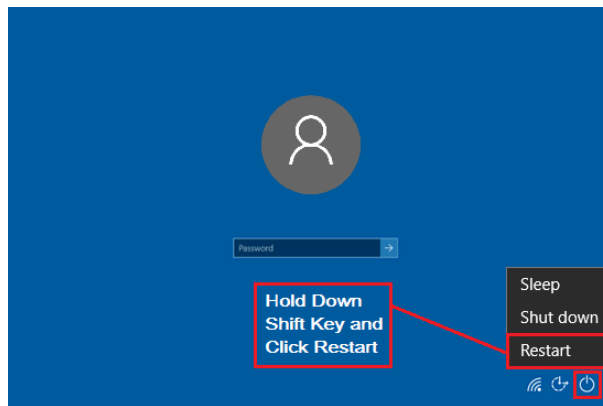 Password
Hold Down
Shift Key and
Click Restart
Sleep
Shut down
Restart